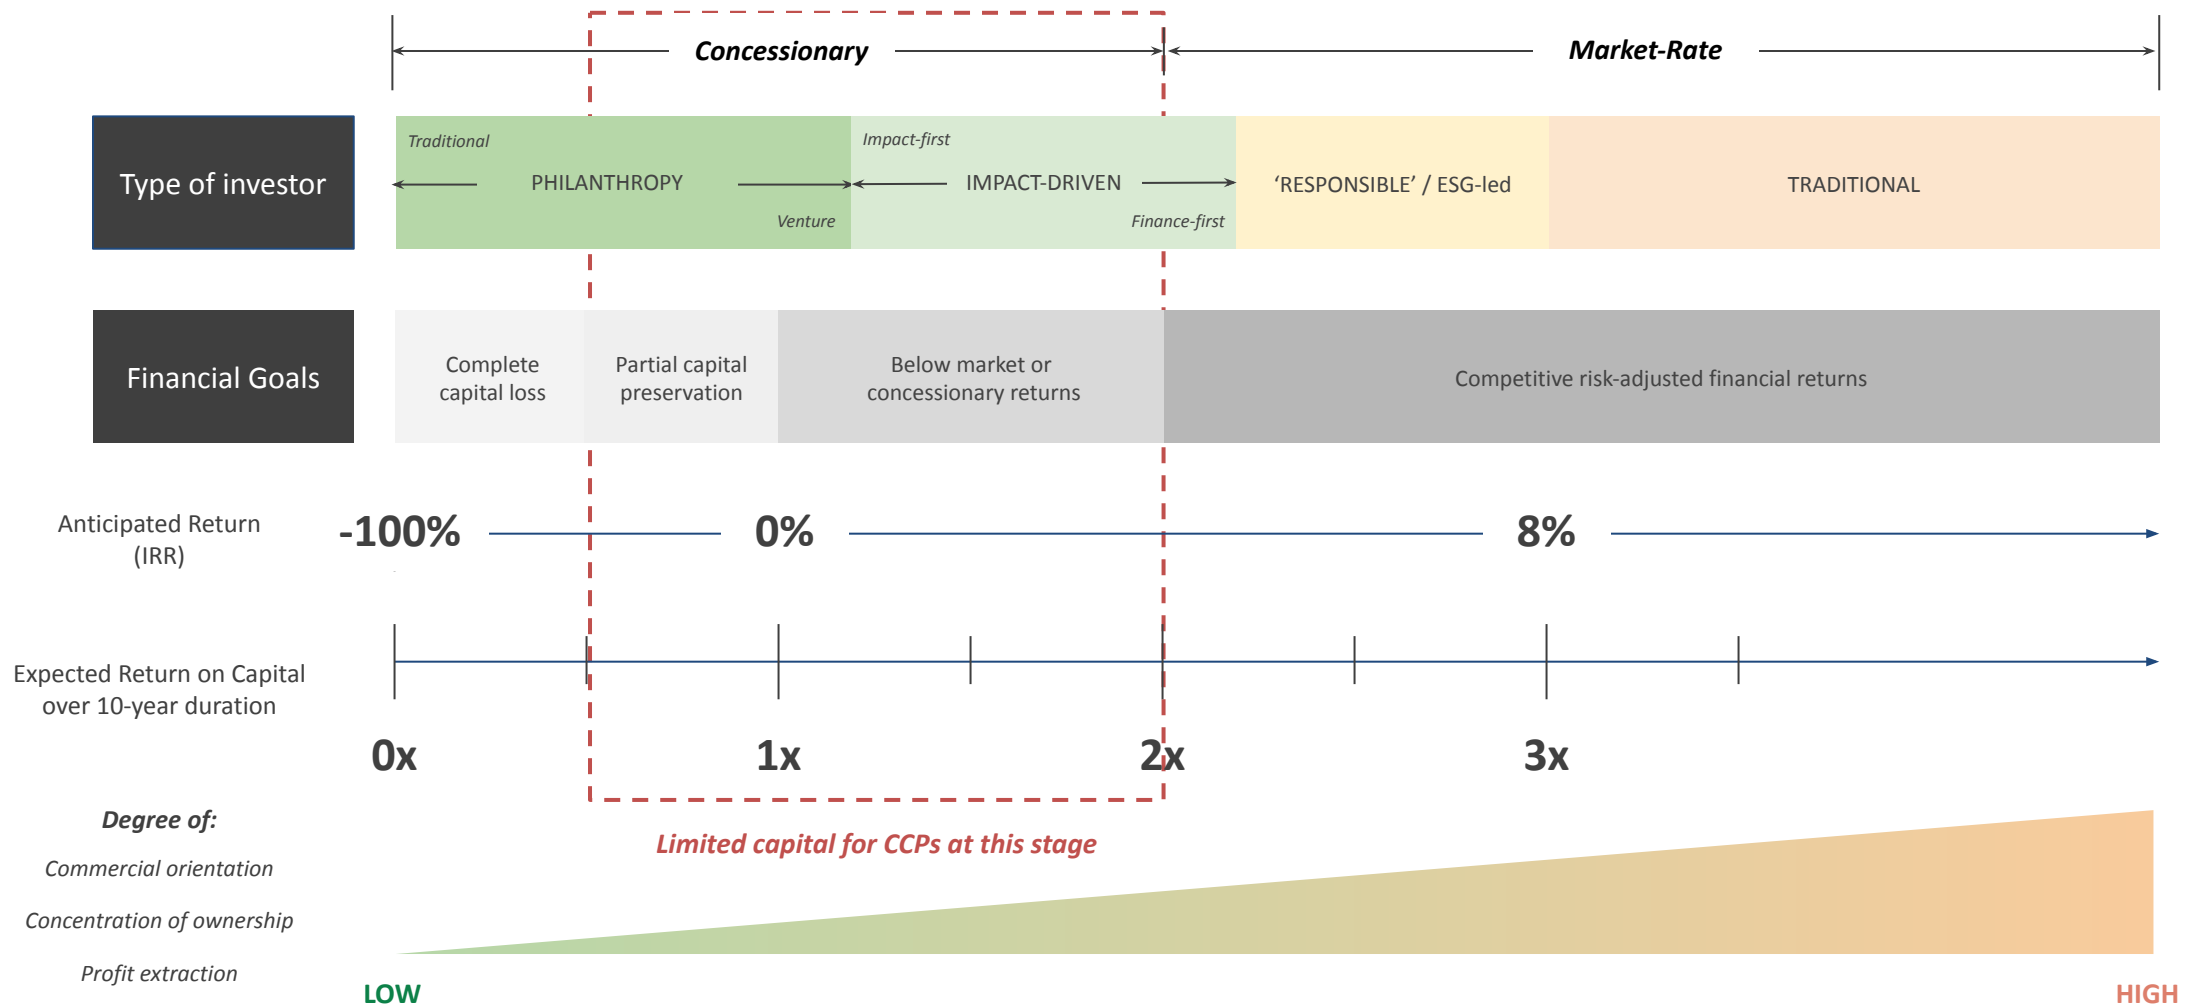 Concessionary
Market-Rate
Type of investor
Traditional
PHILANTHROPY
Venture
Impact-first
IMPACT-DRIVEN
Finance-first
‘RESPONSIBLE’ / ESG-led
TRADITIONAL
Financial Goals
Complete
capital loss
Partial capital
preservation
Below market or
concessionary returns
Competitive risk-adjusted financial returns
Anticipated Return
(IRR)
-100%
0%
8%
Expected Return on Capital
over 10-year duration
0x
1x
2x
3x
Limited capital for CCPs at this stage
Degree of:
Commercial orientation
Concentration of ownership
Profit extraction
LOW
HIGH